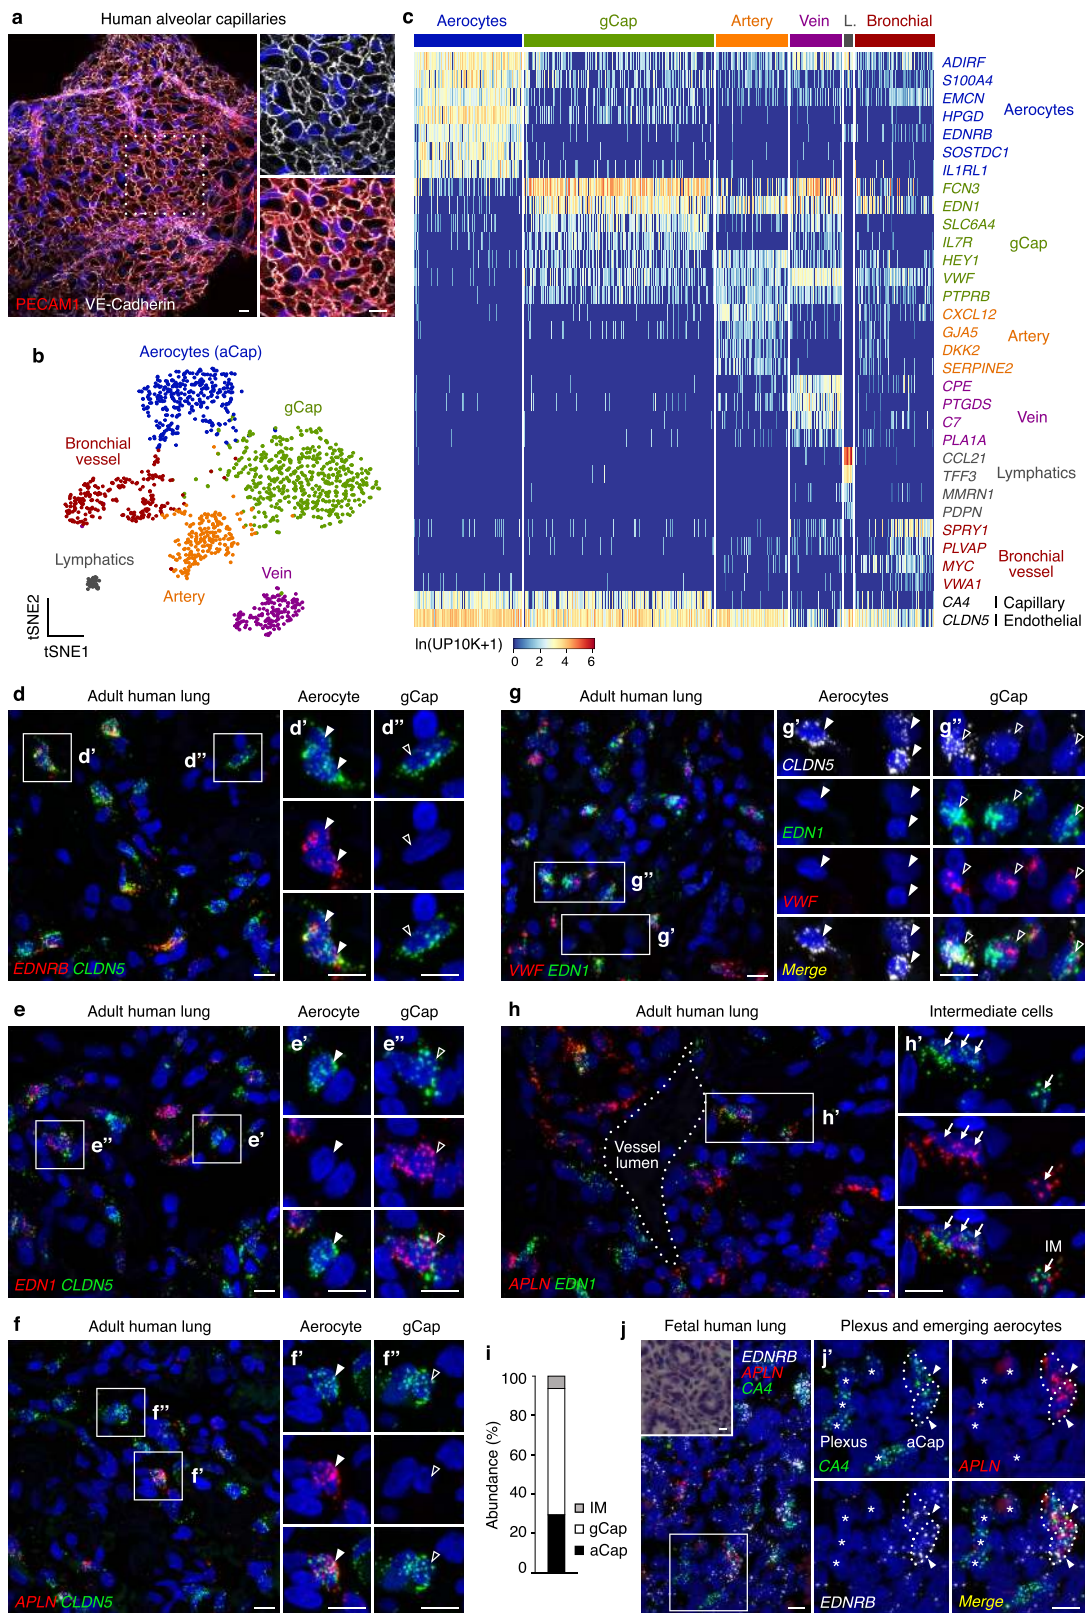 a
Human alveolar capillaries
PECAM1 VE-Cadherin
b
Aerocytes (aCap)
gCap
Bronchial
vessel
Lymphatics
Artery
Vein
tSNE2
tSNE1
c
Aerocytes gCap Artery Vein L. Bronchial
ADIRF
S100A4
EMCN
HPGD
EDNRB
SOSTDC1
IL1RL1
Aerocytes
FCN3
EDN1
SLC6A4
IL7R
HEY1
VWF
PTPRB
gCap
CXCL12
GJA5
DKK2
SERPINE2
Artery
CPE
PTGDS
C7
PLA1A
Vein
CCL21
TFF3
MMRN1
PDPN
Lymphatics
SPRY1
PLVAP
MYC
VWA1
Bronchial
vessel
CA4 Capillary
CLDN5 Endothelial
ln(UP10K+1)
0 2 4 6
d
Adult human lung Aerocyte gCap
d’
d’’
d’
d’’
EDNRB CLDN5
e
Adult human lung Aerocyte gCap
e’’
e’
e’
e’’
EDN1 CLDN5
f
Adult human lung Aerocyte gCap
f’’
f’
f’
f’’
APLN CLDN5
g
Adult human lung Aerocytes gCap
g’’
g’
VWF EDN1
g’
g’’
CLDN5
EDN1
VWF
Merge
h
Adult human lung Intermediate cells
Vessel
lumen
h’
h’
IM
APLN EDN1
i
Abundance (%)
100
80
60
40
20
0
IM
gCap
aCap
j
Fetal human lung Plexus and emerging aerocytes
EDNRB
APLN
CA4
j’
Plexus aCap
CA4
APLN
EDNRB
Merge